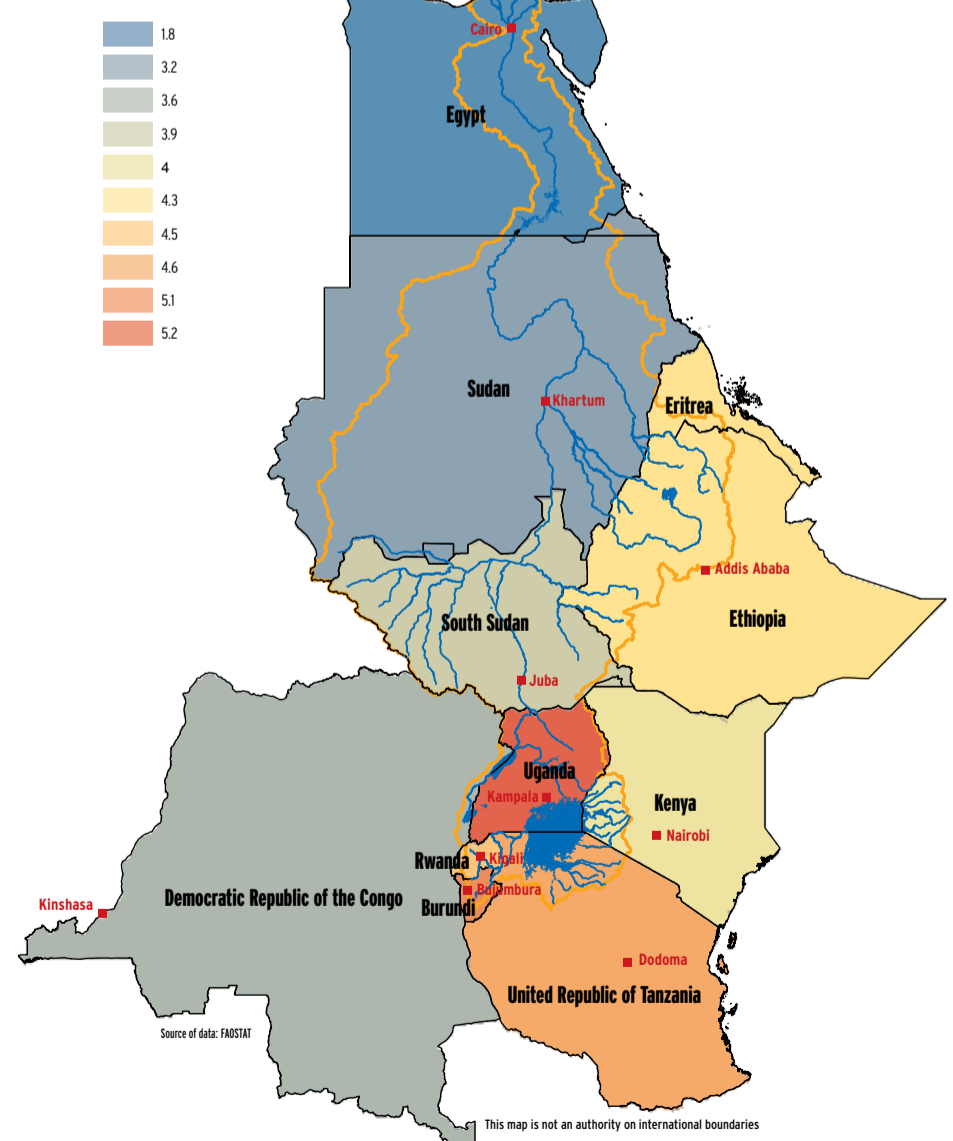 1.8
3.2
3.6
3.9
4
4.3
4.5
4.6
5.1
5.2
Cairo
Egypt
Sudan
Khartum
Eritrea
Addis Ababa
Ethiopia
South Sudan
Juba
Uganda
Kampala
Kenya
Nairobi
Rwanda
Kigali
Bujumbura
Burundi
Democratic Republic of the Congo
Kinshasa
Dodoma
United Republic of Tanzania
Source of data: FAOSTAT
This map is not an authority on international boundaries